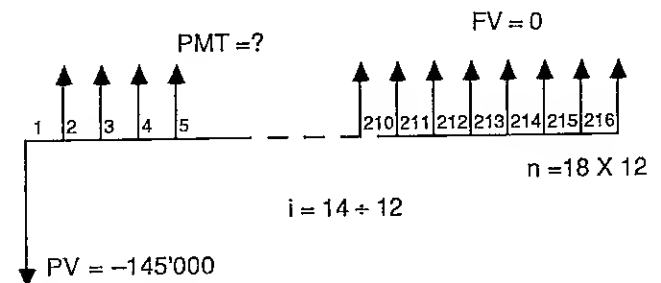 FV = 0
PMT =?
1 2 3 4 5 210 211 212 213 214 215 216
n =18 X 12
i = 14 ÷ 12
PV = –145'000